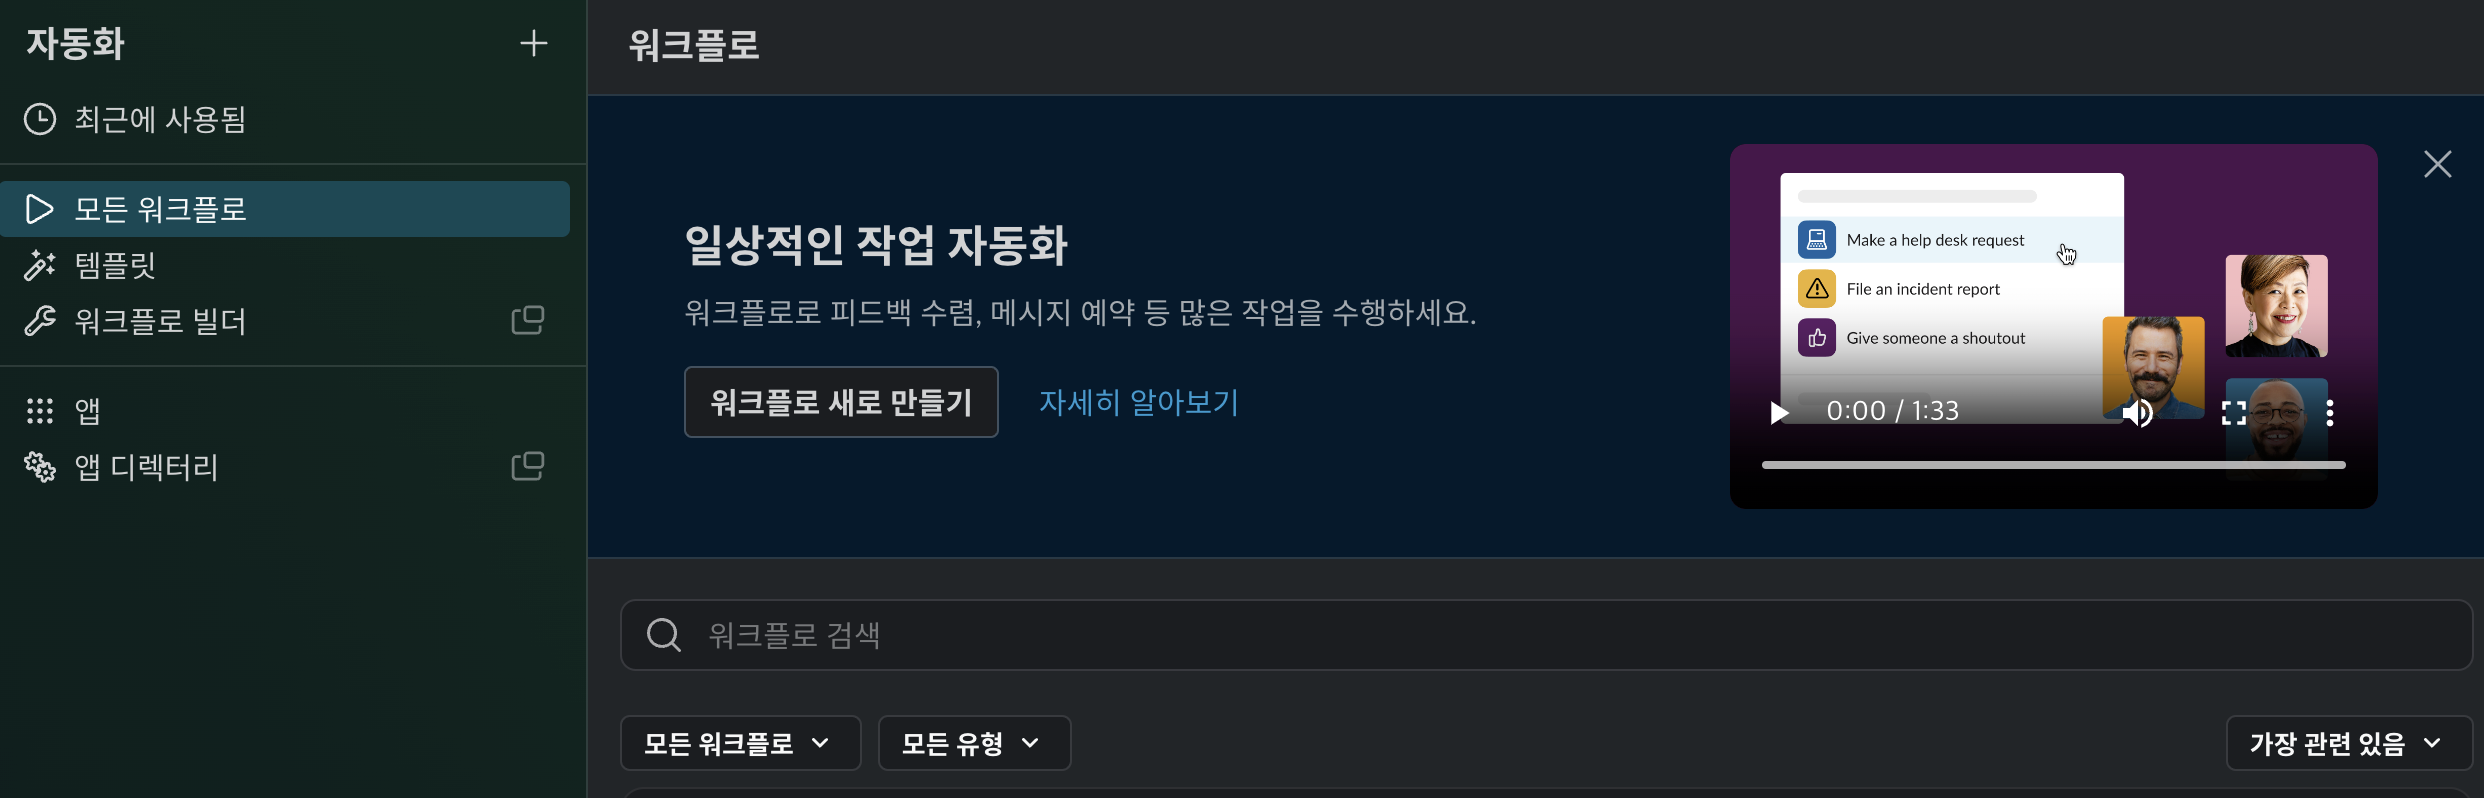 자동화
최근에 사용됨
모든 워크플로
템플릿
워크플로 빌더
앱
앱 디렉터리
워크플로
일상적인 작업 자동화
워크플로로 피드백 수렴, 메시지 예약 등 많은 작업을 수행하세요.
워크플로 새로 만들기 자세히 알아보기
Make a help desk request
File an incident report
Give someone a shoutout
0:00 / 1:33
워크플로 검색
모든 워크플로 모든 유형 가장 관련 있음